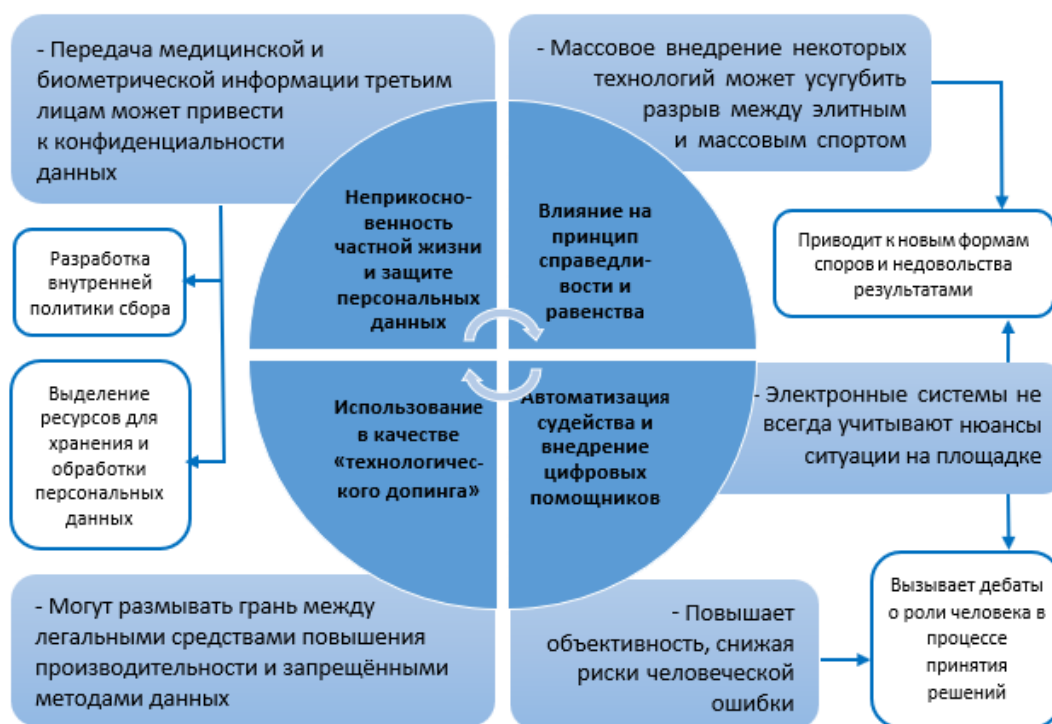 - Передача медицинской и
биометрической информации третьим
лицам может привести
к конфиденциальности
данных
- Массовое внедрение некоторых
технологий может усугубить
разрыв между элитным
и массовым спортом
Неприкосно-
венность
частной жизни
и защите
персональных
данных
Влияние на
принцип
справедли-
вости и
равенства
Разработка
внутренней
политики сбора
Приводит к новым формам
споров и недовольства
результатами
Выделение
ресурсов для
хранения и
обработки
персональных
данных
Использование
в качестве
«технологичес-
кого допинга»
Автоматизация
судейства и
внедрение
цифровых
помощников
- Электронные системы не
всегда учитывают нюансы
ситуации на площадке
- Могут размывать грань между
легальными средствами повышения
производительности и запрещёнными
методами данных
- Повышает
объективность, снижая
риски человеческой
ошибки
Вызывает дебаты
о роли человека в
процессе
принятия
решений